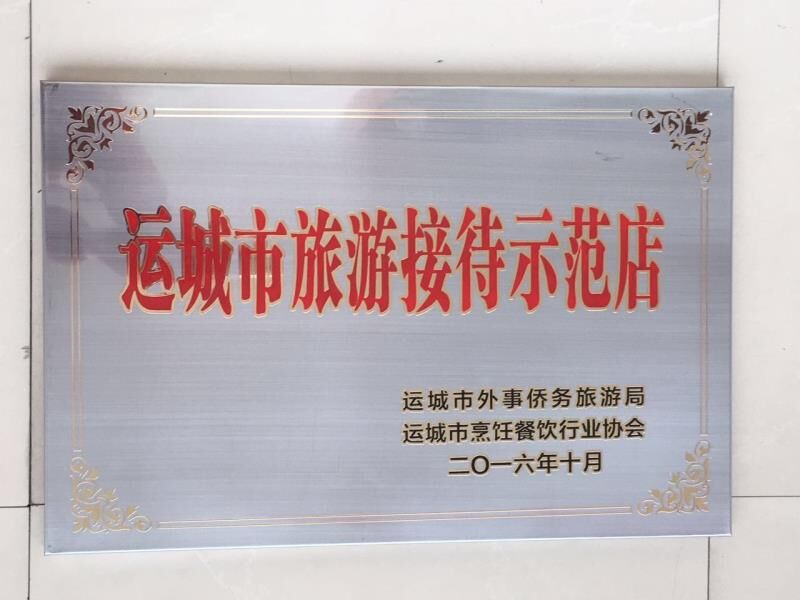 运城市旅游接待示范店
运城市外事侨务旅游局
运城市烹饪餐饮行业协会
二〇一六年十月